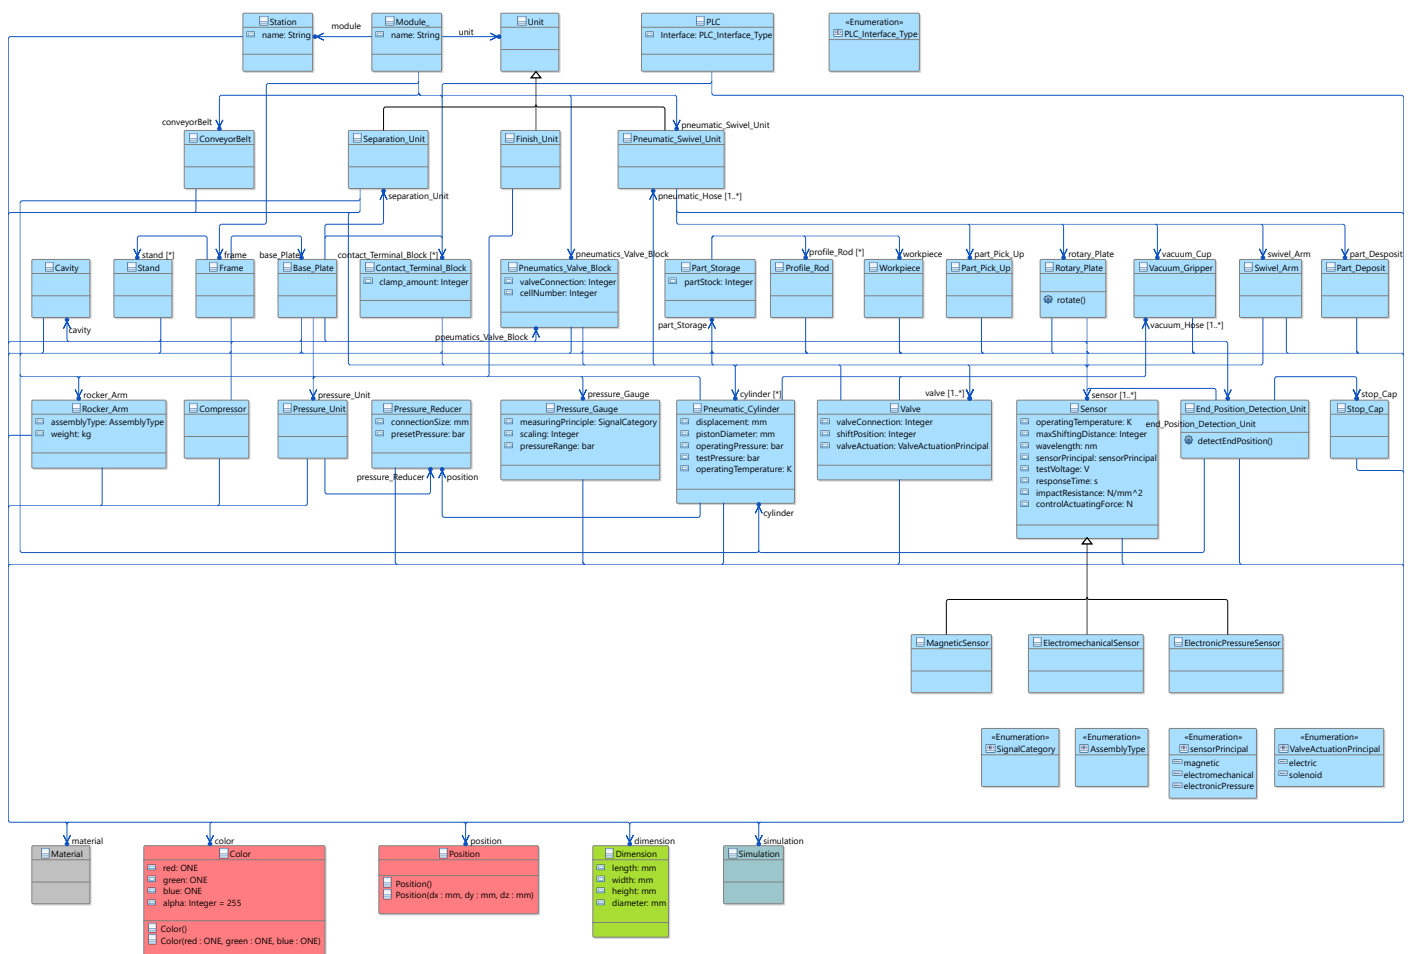 Station
name: String
module
Module_
name: String
unit
Unit
PLC
Interface: PLC_Interface_Type
«Enumeration»
PLC_Interface_Type
conveyorBelt
pneumatic_Swivel_Unit
ConveyorBelt
Separation_Unit
Finish_Unit
Pneumatic_Swivel_Unit
separation_Unit
pneumatic_Hose [1..*]
stand [*]
frame
base_Plate
contact_Terminal_Block [*]
pneumatics_Valve_Block
profile_Rod [*]
workpiece
part_Pick_Up
rotary_Plate
vacuum_Cup
swivel_Arm
part_Desposit
Cavity
Stand
Frame
Base_Plate
Contact_Terminal_Block
clamp_amount: Integer
Pneumatics_Valve_Block
valveConnection: Integer
cellNumber: Integer
Part_Storage
partStock: Integer
Profile_Rod
Workpiece
Part_Pick_Up
Rotary_Plate
rotate()
Vacuum_Gripper
Swivel_Arm
Part_Deposit
cavity
pneumatics_Valve_Block
part_Storage
vacuum_Hose [1..*]
rocker_Arm
pressure_Unit
pressure_Gauge
cylinder [*]
valve [1..*]
sensor [1..*]
stop_Cap
Rocker_Arm
assemblyType: AssemblyType
weight: kg
Compressor
Pressure_Unit
Pressure_Reducer
connectionSize: mm
presetPressure: bar
Pressure_Gauge
measuringPrinciple: SignalCategory
scaling: Integer
pressureRange: bar
Pneumatic_Cylinder
displacement: mm
pistonDiameter: mm
operatingPressure: bar
testPressure: bar
operatingTemperature: K
Valve
valveConnection: Integer
shiftPosition: Integer
valveActuation: ValveActuationPrincipal
Sensor
operatingTemperature: K
maxShiftingDistance: Integer
wavelength: nm
sensorPrincipal: sensorPrincipal
testVoltage: V
responseTime: s
impactResistance: N/mm^2
controlActuatingForce: N
End_Position_Detection_Unit
end_Position_Detection_Unit
detectEndPosition()
Stop_Cap
pressure_Reducer
position
cylinder
MagneticSensor
ElectromechanicalSensor
ElectronicPressureSensor
«Enumeration»
SignalCategory
«Enumeration»
AssemblyType
«Enumeration»
sensorPrincipal
magnetic
electromechanical
electronicPressure
«Enumeration»
ValveActuationPrincipal
electric
solenoid
material
color
position
dimension
simulation
Material
Color
red: ONE
green: ONE
blue: ONE
alpha: Integer = 255
Color()
Color(red : ONE, green : ONE, blue : ONE)
Position
Position()
Position(dx : mm, dy : mm, dz : mm)
Dimension
length: mm
width: mm
height: mm
diameter: mm
Simulation